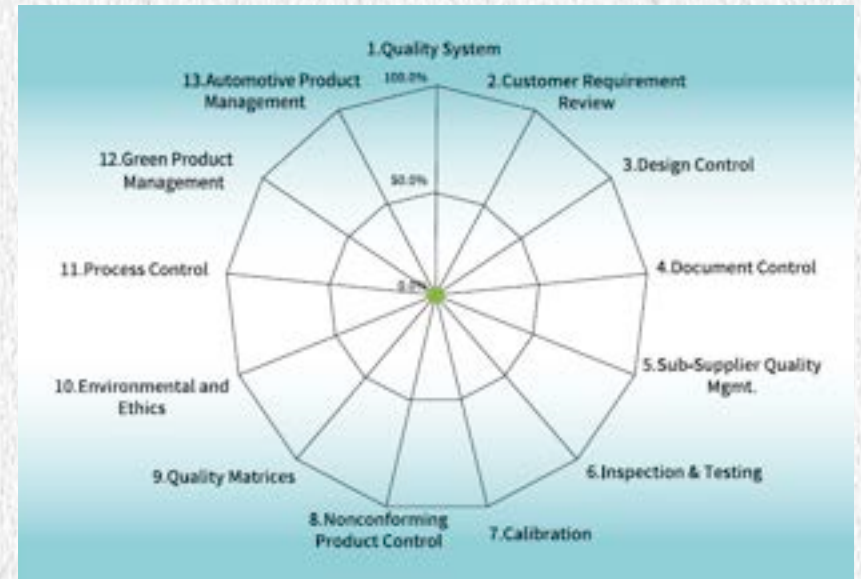 1.Quality System
100.0%
2.Customer Requirement
Review
3.Design Control
4.Document Control
5.Sub-Supplier Quality
Mgmt.
6.Inspection & Testing
7.Calibration
8.Nonconforming
Product Control
9.Quality Matrices
10.Environmental and
Ethics
11.Process Control
12.Green Product
Management
13.Automotive Product
Management
50.0%
0.0%